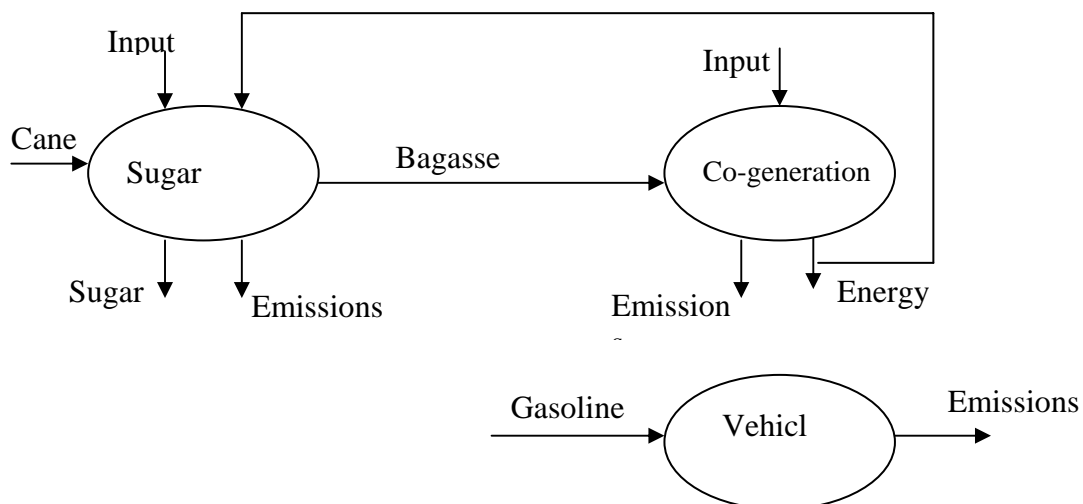 Input
Input
Cane
Sugar
Bagasse
Co-generation
Sugar
Emissions
Emission
Energy
Gasoline
Vehicl
Emissions